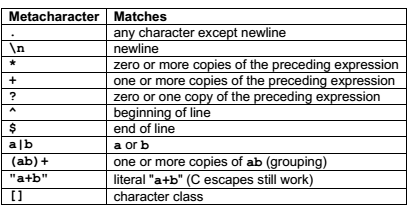 Metacharacter Matches
. any character except newline
\n newline
* zero or more copies of the preceding expression
+ one or more copies of the preceding expression
? zero or one copy of the preceding expression
^ beginning of line
$ end of line
a|b a or b
(ab)+ one or more copies of ab (grouping)
"a+b" literal "a+b" (C escapes still work)
[] character class